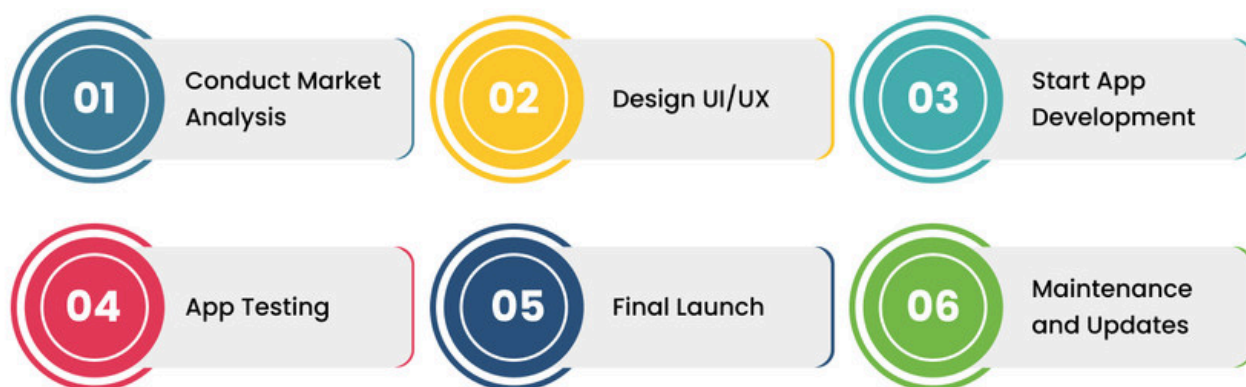 01
Conduct Market
Analysis
02
Design UI/UX
03
Start App
Development
04
App Testing
05
Final Launch
06
Maintenance
and Updates